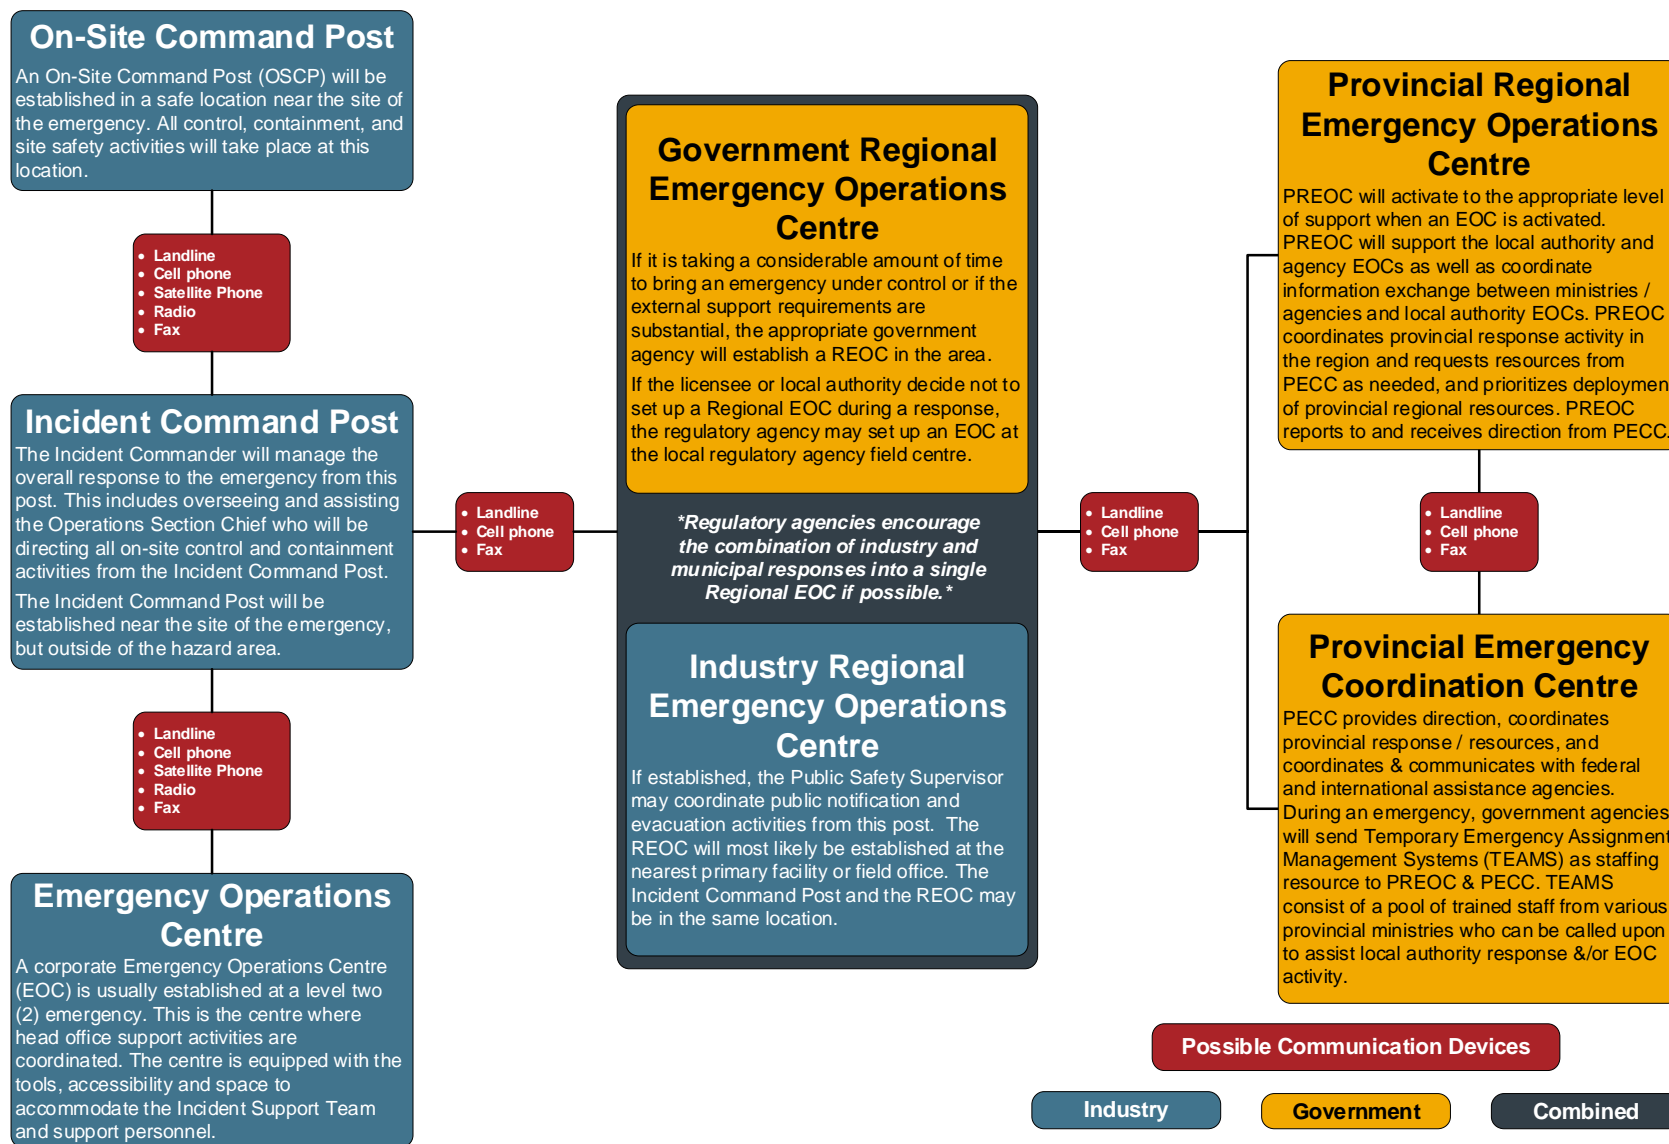 On-Site Command Post
An On-Site Command Post (OSCP) will be
established in a safe location near the site of
the emergency. All control, containment, and
site safety activities will take place at this
location.
• Landline
• Cell phone
• Satellite Phone
• Radio
• Fax
Incident Command Post
The Incident Commander will manage the
overall response to the emergency from this
post. This includes overseeing and assisting
the Operations Section Chief who will be
directing all on-site control and containment
activities from the Incident Command Post.
The Incident Command Post will be
established near the site of the emergency,
but outside of the hazard area.
• Landline
• Cell phone
• Satellite Phone
• Radio
• Fax
Emergency Operations
Centre
A corporate Emergency Operations Centre
(EOC) is usually established at a level two
(2) emergency. This is the centre where
head office support activities are
coordinated. The centre is equipped with the
tools, accessibility and space to
accommodate the Incident Support Team
and support personnel.
• Landline
• Cell phone
• Fax
Government Regional
Emergency Operations
Centre
If it is taking a considerable amount of time
to bring an emergency under control or if the
external support requirements are
substantial, the appropriate government
agency will establish a REOC in the area.
If the licensee or local authority decide not to
set up a Regional EOC during a response,
the regulatory agency may set up an EOC at
the local regulatory agency field centre.
*Regulatory agencies encourage
the combination of industry and
municipal responses into a single
Regional EOC if possible.*
Industry Regional
Emergency Operations
Centre
If established, the Public Safety Supervisor
may coordinate public notification and
evacuation activities from this post.  The
REOC will most likely be established at the
nearest primary facility or field office. The
Incident Command Post and the REOC may
be in the same location.
• Landline
• Cell phone
• Fax
Provincial Regional
Emergency Operations
Centre
PREOC will activate to the appropriate level
of support when an EOC is activated.
PREOC will support the local authority and
agency EOCs as well as coordinate
information exchange between ministries /
agencies and local authority EOCs. PREOC
coordinates provincial response activity in
the region and requests resources from
PECC as needed, and prioritizes deploymen
of provincial regional resources. PREOC
reports to and receives direction from PECC.
• Landline
• Cell phone
• Fax
Provincial Emergency
Coordination Centre
PECC provides direction, coordinates
provincial response / resources, and
coordinates & communicates with federal
and international assistance agencies.
During an emergency, government agencies
will send Temporary Emergency Assignment
Management Systems (TEAMS) as staffing
resource to PREOC & PECC. TEAMS
consist of a pool of trained staff from various
provincial ministries who can be called upon
to assist local authority response &/or EOC
activity.
Possible Communication Devices
Industry
Government
Combined